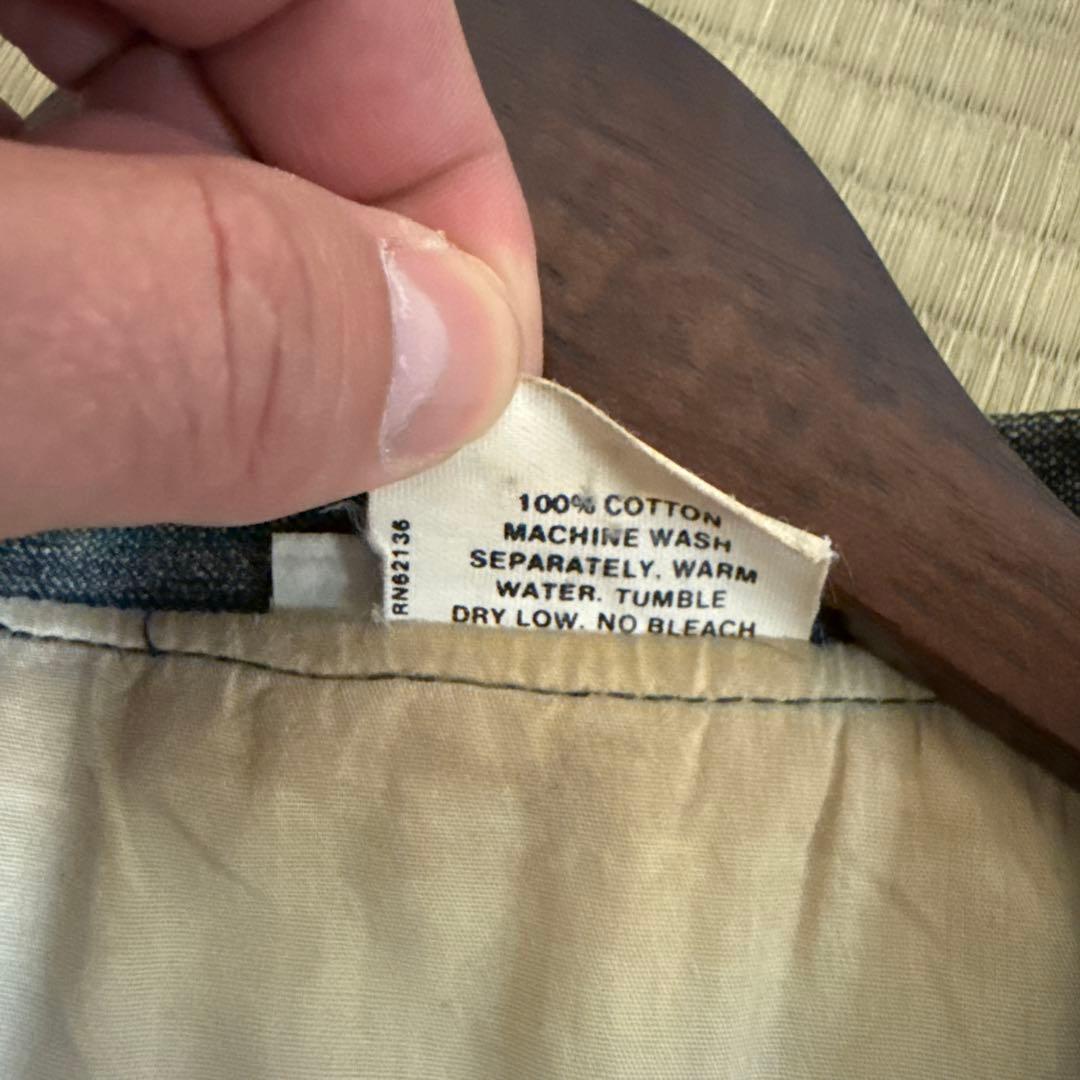 100% COTTON
MACHINE WASH
SEPARATELY. WARM
WATER. TUMBLE
DRY LOW. NO BLEACH
RN62136